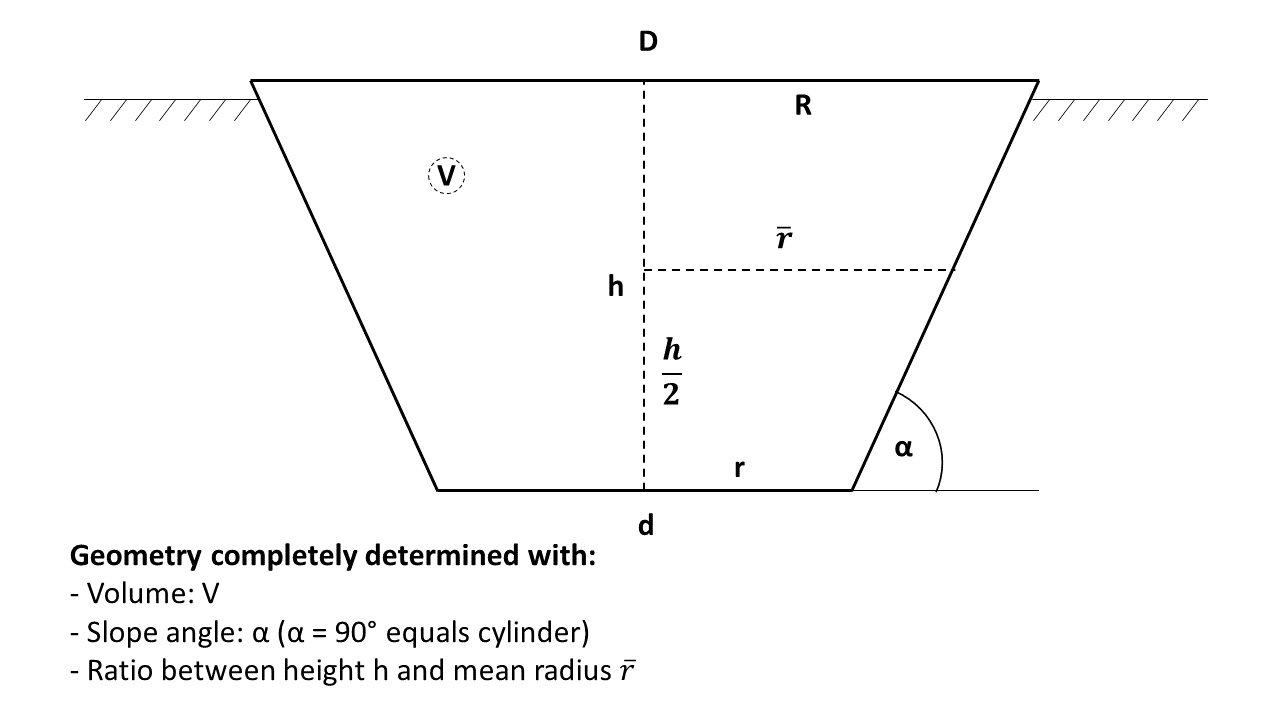 D
R
V
r̄
h
h
2
α
r
d
Geometry completely determined with:
- Volume: V
- Slope angle: α (α = 90° equals cylinder)
- Ratio between height h and mean radius r̄